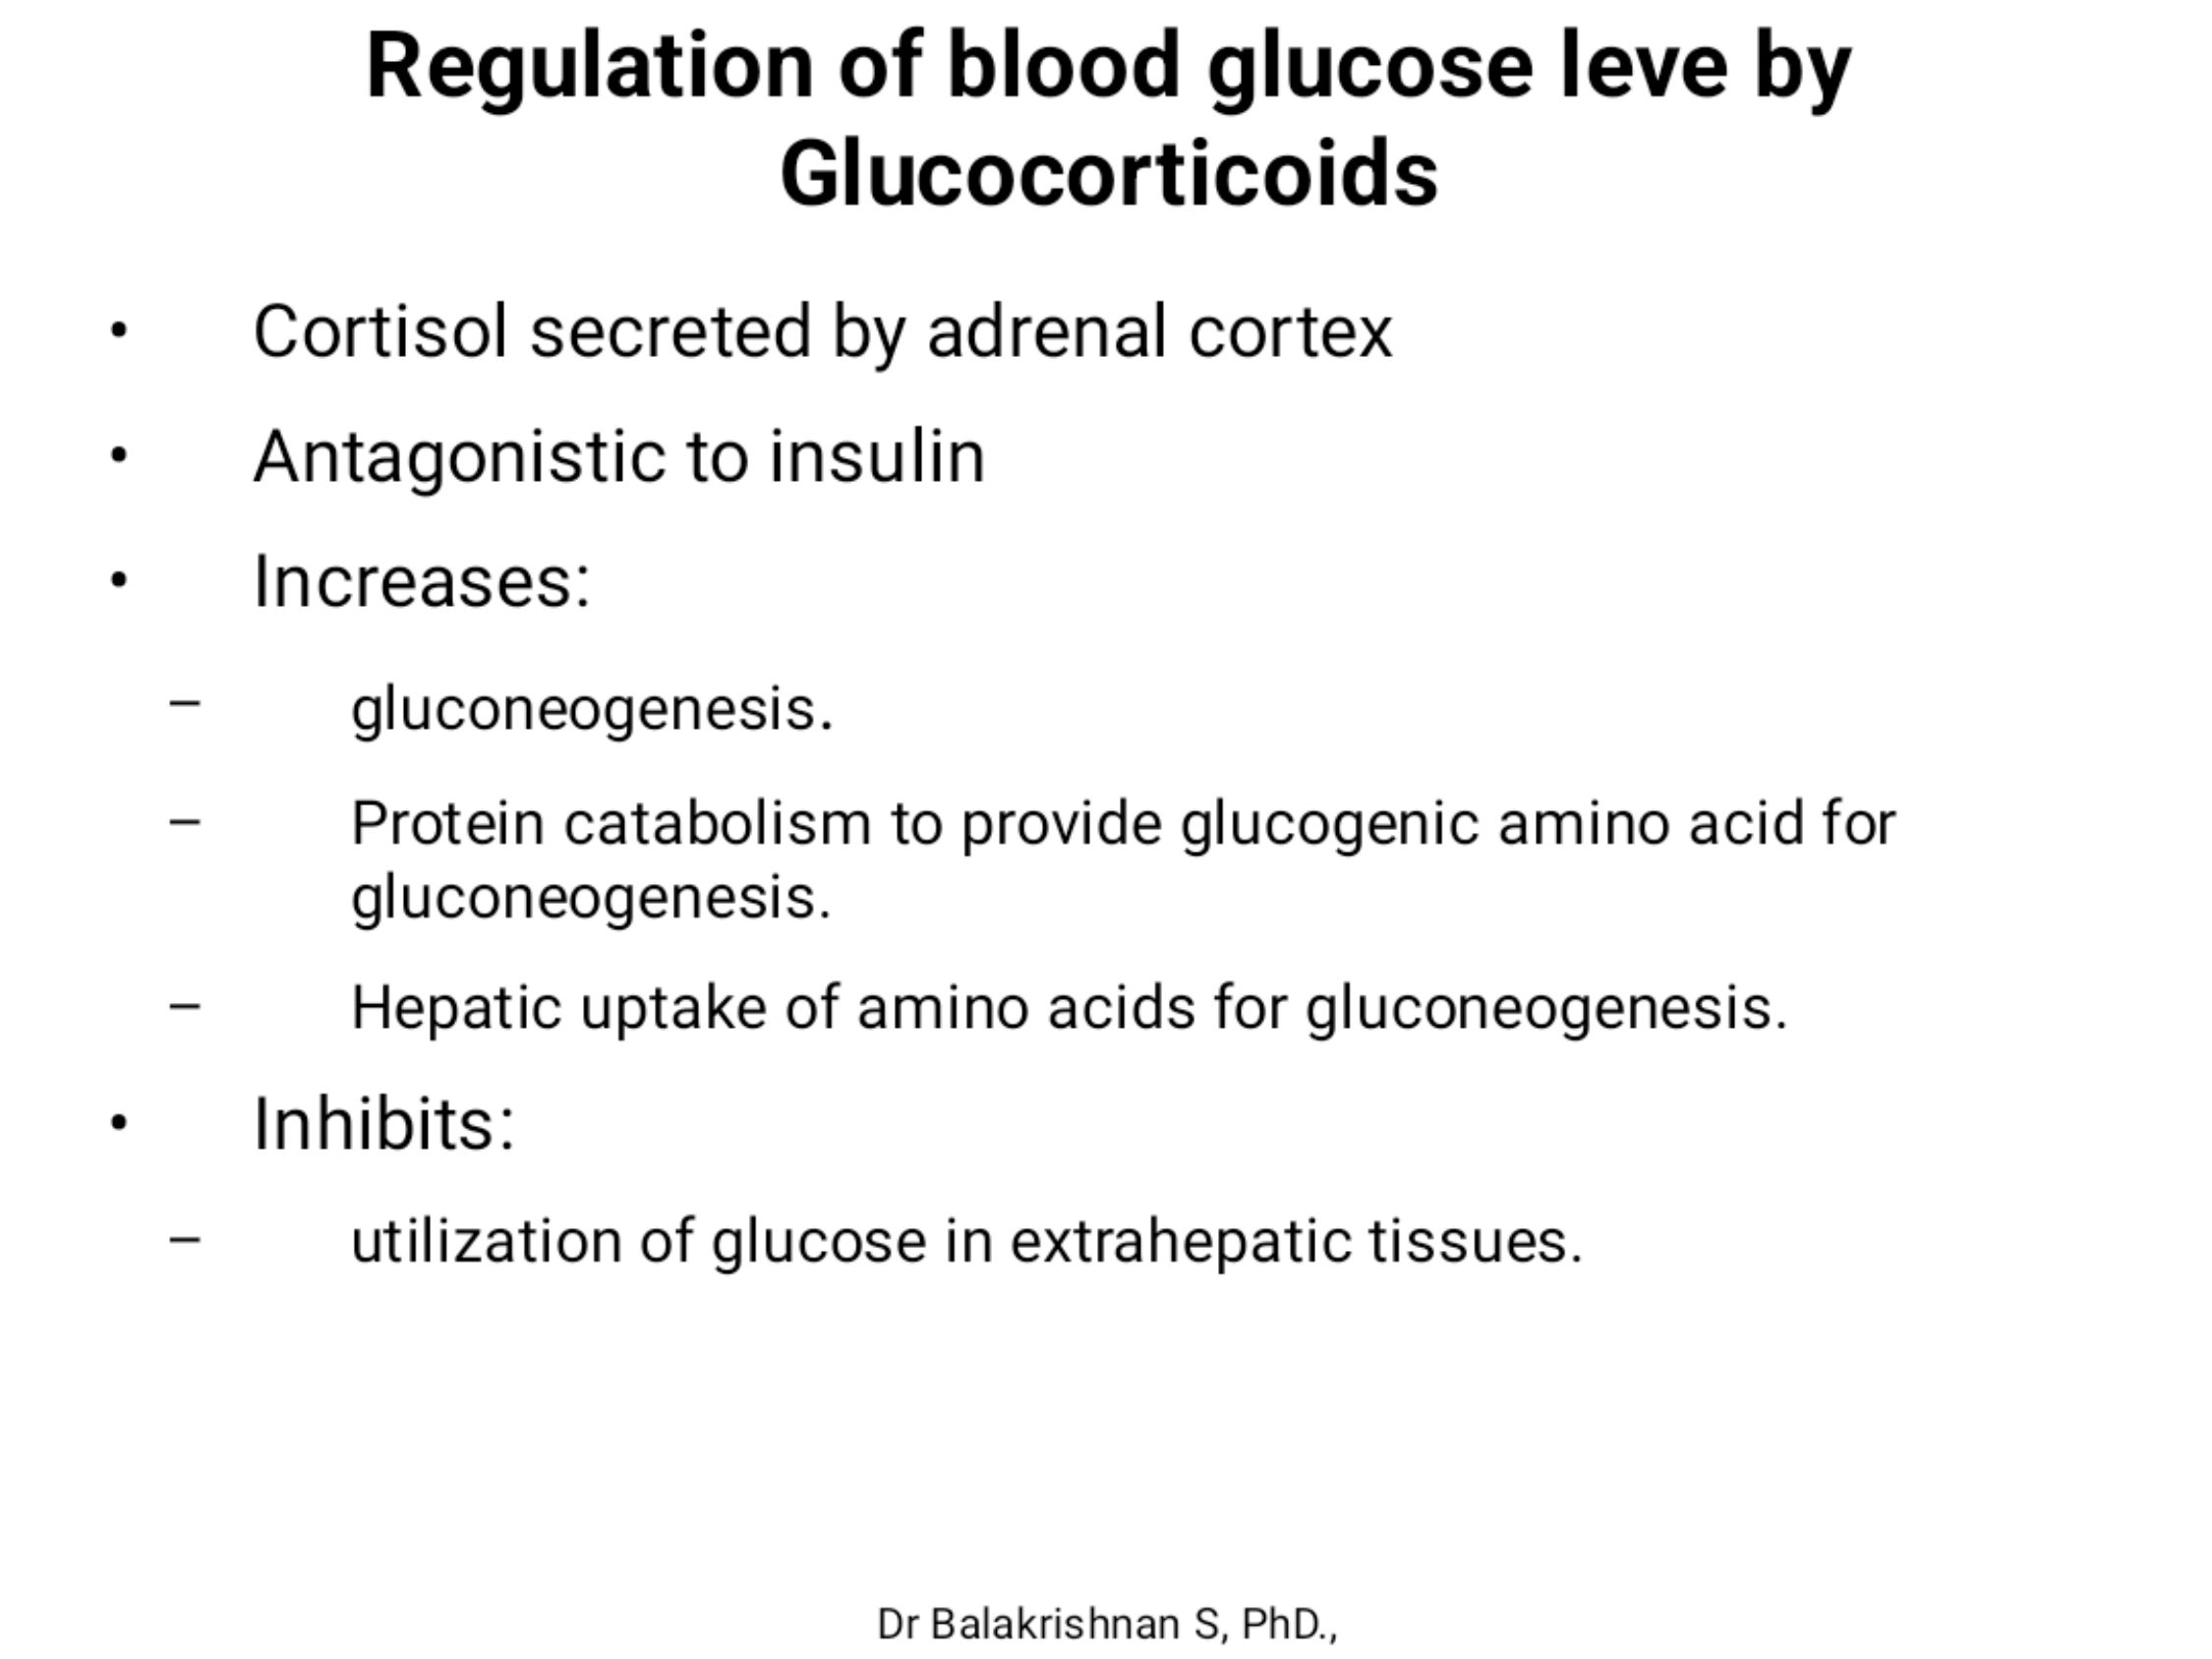 Regulation of blood glucose leve by
Glucocorticoids
• Cortisol secreted by adrenal cortex
• Antagonistic to insulin
• Increases:
– gluconeogenesis.
– Protein catabolism to provide glucogenic amino acid for
gluconeogenesis.
– Hepatic uptake of amino acids for gluconeogenesis.
• Inhibits:
– utilization of glucose in extrahepatic tissues.
Dr Balakrishnan S, PhD.,